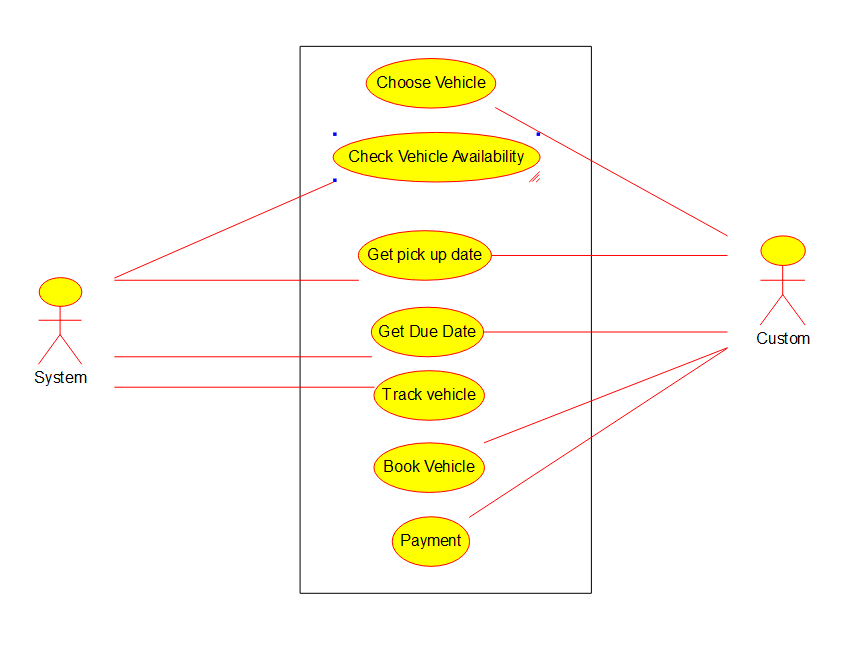 Choose Vehicle
Check Vehicle Availability
Get pick up date
Get Due Date
Track vehicle
Book Vehicle
Payment
System
Custom